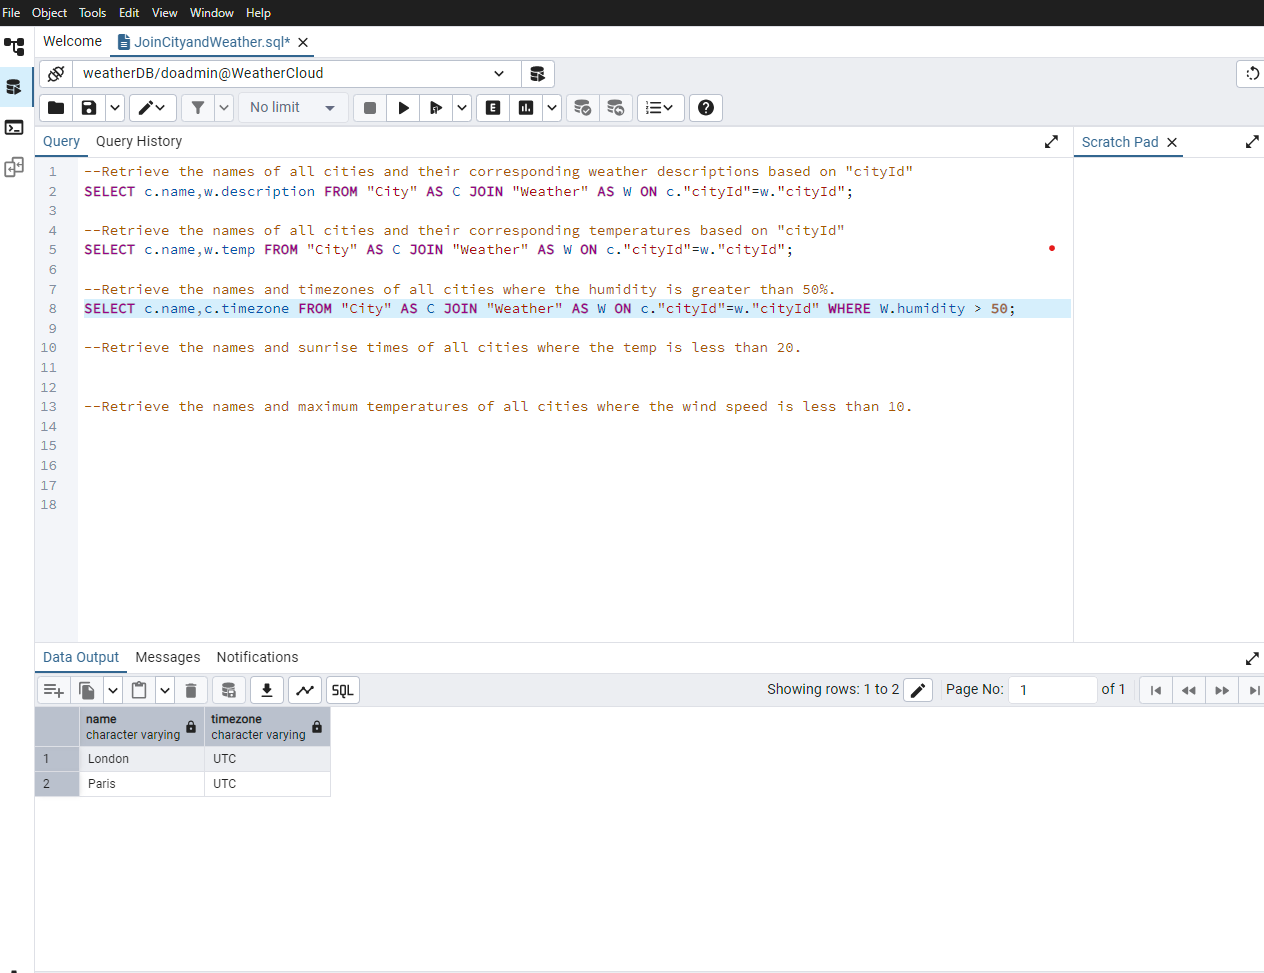 File Object Tools Edit View Window Help
Welcome JoinCityandWeather.sql*
weatherDB/doadmin@WeatherCloud
No limit E
Query Query History Scratch Pad
1 --Retrieve the names of all cities and their corresponding weather descriptions based on "cityId"
2 SELECT c.name,w.description FROM "City" AS C JOIN "Weather" AS W ON c."cityId"=w."cityId";
3
4 --Retrieve the names of all cities and their corresponding temperatures based on "cityId"
5 SELECT c.name,w.temp FROM "City" AS C JOIN "Weather" AS W ON c."cityId"=w."cityId";
6
7 --Retrieve the names and timezones of all cities where the humidity is greater than 50%.
8 SELECT c.name,c.timezone FROM "City" AS C JOIN "Weather" AS W ON c."cityId"=w."cityId" WHERE W.humidity > 50;
9
10 --Retrieve the names and sunrise times of all cities where the temp is less than 20.
11
12
13 --Retrieve the names and maximum temperatures of all cities where the wind speed is less than 10.
14
15
16
17
18
Data Output Messages Notifications
SQL Showing rows: 1 to 2 Page No: 1 of 1
name timezone
character varying character varying
1 London UTC
2 Paris UTC